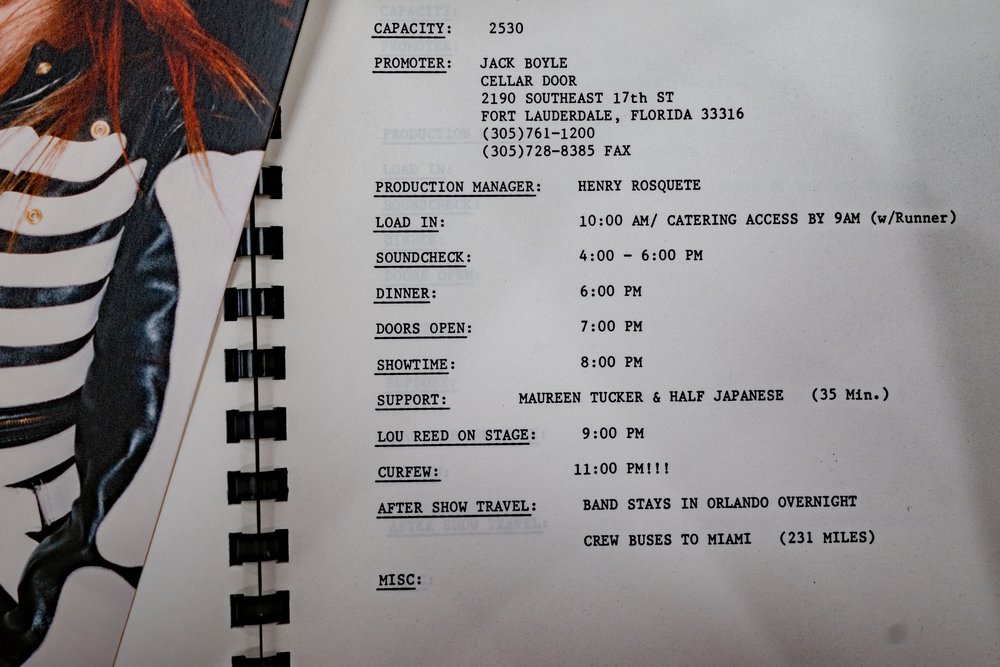 CAPACITY: 2530
PROMOTER: JACK BOYLE
CELLAR DOOR
2190 SOUTHEAST 17th ST
FORT LAUDERDALE, FLORIDA 33316
(305)761-1200
(305)728-8385 FAX
PRODUCTION MANAGER: HENRY ROSQUETE
LOAD IN: 10:00 AM/ CATERING ACCESS BY 9AM (w/Runner)
SOUNDCHECK: 4:00 - 6:00 PM
DINNER: 6:00 PM
DOORS OPEN: 7:00 PM
SHOWTIME: 8:00 PM
SUPPORT: MAUREEN TUCKER & HALF JAPANESE (35 Min.)
LOU REED ON STAGE: 9:00 PM
CURFEW: 11:00 PM!!!
AFTER SHOW TRAVEL: BAND STAYS IN ORLANDO OVERNIGHT
CREW BUSES TO MIAMI (231 MILES)
MISC: